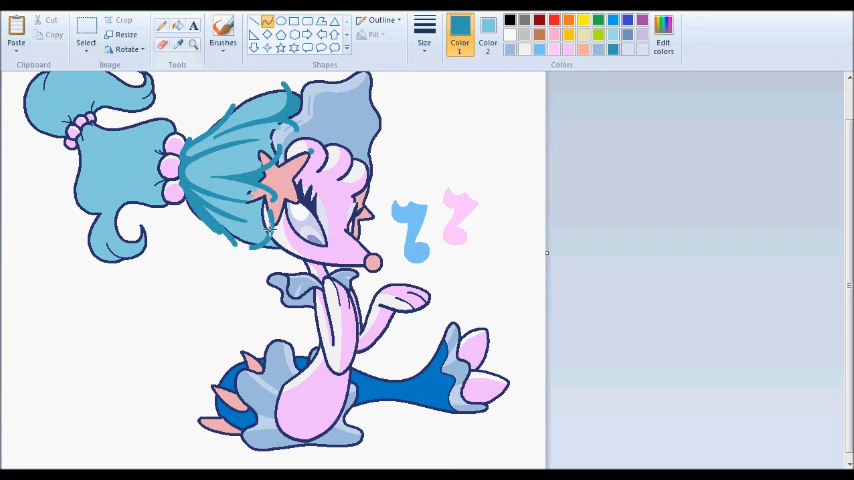 Cut
Copy
Paste
Clipboard
Crop
Resize
Rotate
Select
Image
Tools
Brushes
Outline
Fill
Shapes
Size
Color 1
Color 2
Edit colors
Colors